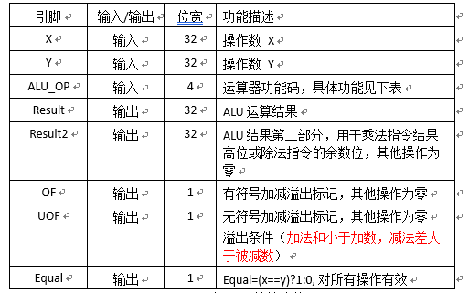 引脚 输入/输出 位宽 功能描述
X 输入 32 操作数 X
Y 输入 32 操作数 Y
ALU_OP 输入 4 运算器功能码，具体功能见下表
Result 输出 32 ALU 运算结果
Result2 输出 32 ALU 结果第二部分，用于乘法指令结果
高位或除法指令的余数位，其他操作为
零
OF 输出 1 有符号加减溢出标记，其他操作为零
UOF 输出 1 无符号加减溢出标记，其他操作为零
溢出条件（加法和小于加数，减法差大
于被减数）
Equal 输出 1 Equal=(x==y)?1:0, 对所有操作有效